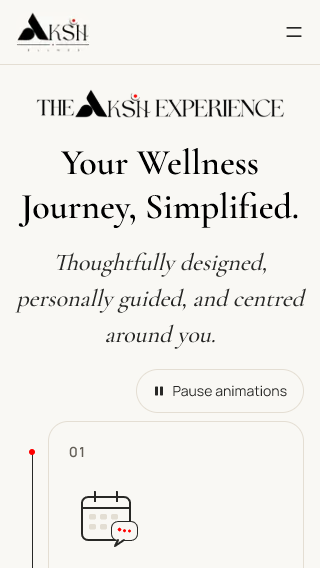 AKSH
THE AKSH EXPERIENCE
Your Wellness
Journey, Simplified.
Thoughtfully designed,
personally guided, and centred
around you.
Pause animations
01